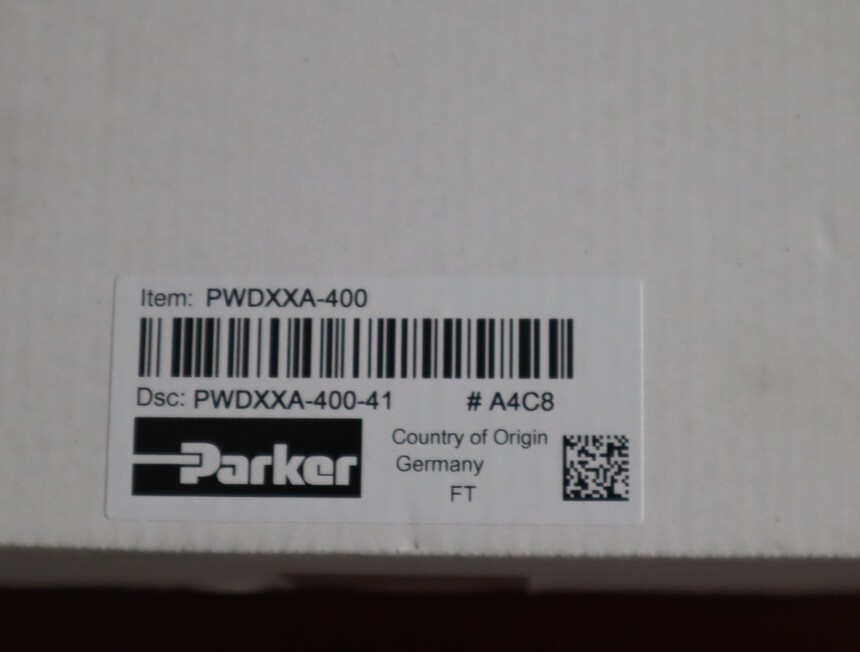 Item: PWDXXA-400
Dsc: PWDXXA-400-41 # A4C8
Parker
Country of Origin
Germany
FT